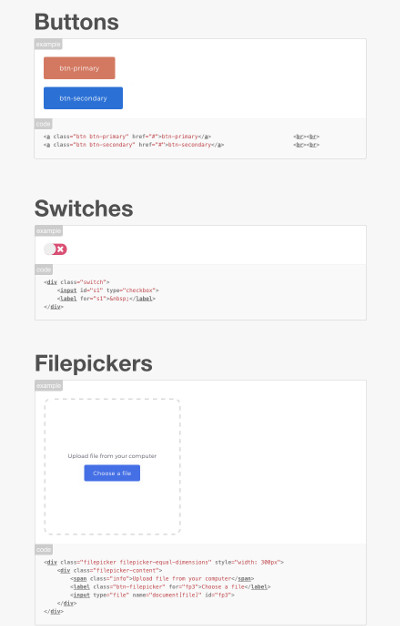 Buttons
example
btn-primary
btn-secondary
code
<a class="btn btn-primary" href="#">btn-primary</a> <br><br>
<a class="btn btn-secondary" href="#">btn-secondary</a> <br><br>
Switches
example
code
<div class="switch">
<input id="s1" type="checkbox">
<label for="s1">&nbsp;</label>
</div>
Filepickers
example
Upload file from your computer
Choose a file
code
<div class="filepicker filepicker-equal-dimensions" style="width: 300px">
<div class="filepicker-content">
<span class="info">Upload file from your computer</span>
<label class="btn-filepicker" for="fp3">Choose a file</label>
<input type="file" name="document[file]" id="fp3">
</div>
</div>